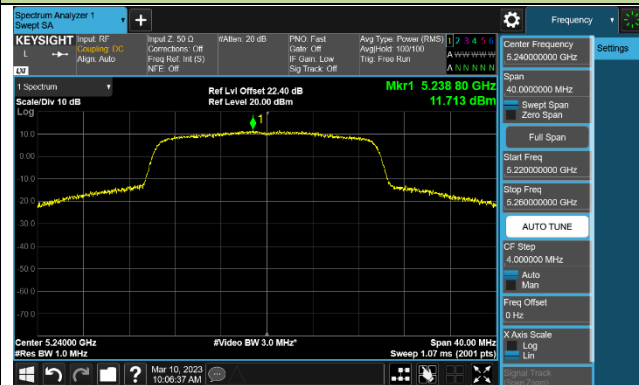 Spectrum Analyzer 1
Swept SA
Frequency
KEYSIGHT
Input: RF
Coupling: DC
Align: Auto
Input Z: 50 Ω
Corrections: Off
Freq Ref: Int (S)
NFE: Off
#Atten: 20 dB
PNO: Fast
Gate: Off
IF Gain: Low
Sig Track: Off
Avg Type: Power (RMS)
Avg|Hold: 100/100
Trig: Free Run
1 2 3 4 5 6
A W W W W W
A N N N N N
L
LXI
1 Spectrum
Scale/Div 10 dB
Log
Ref Lvl Offset 22.40 dB
Ref Level 20.00 dBm
Mkr1 5.238 80 GHz
11.713 dBm
1
10.0
0.00
-10.0
-20.0
-30.0
-40.0
-50.0
-60.0
-70.0
Center 5.24000 GHz
#Res BW 1.0 MHz
#Video BW 3.0 MHz*
Span 40.00 MHz
Sweep 1.07 ms (2001 pts)
Mar 10, 2023
10:06:37 AM
Center Frequency
5.240000000 GHz
Settings
Span
40.0000000 MHz
Swept Span
Zero Span
Full Span
Start Freq
5.220000000 GHz
Stop Freq
5.260000000 GHz
AUTO TUNE
CF Step
4.000000 MHz
Auto
Man
Freq Offset
0 Hz
X Axis Scale
Log
Lin
Signal Track
(Span Zoom)